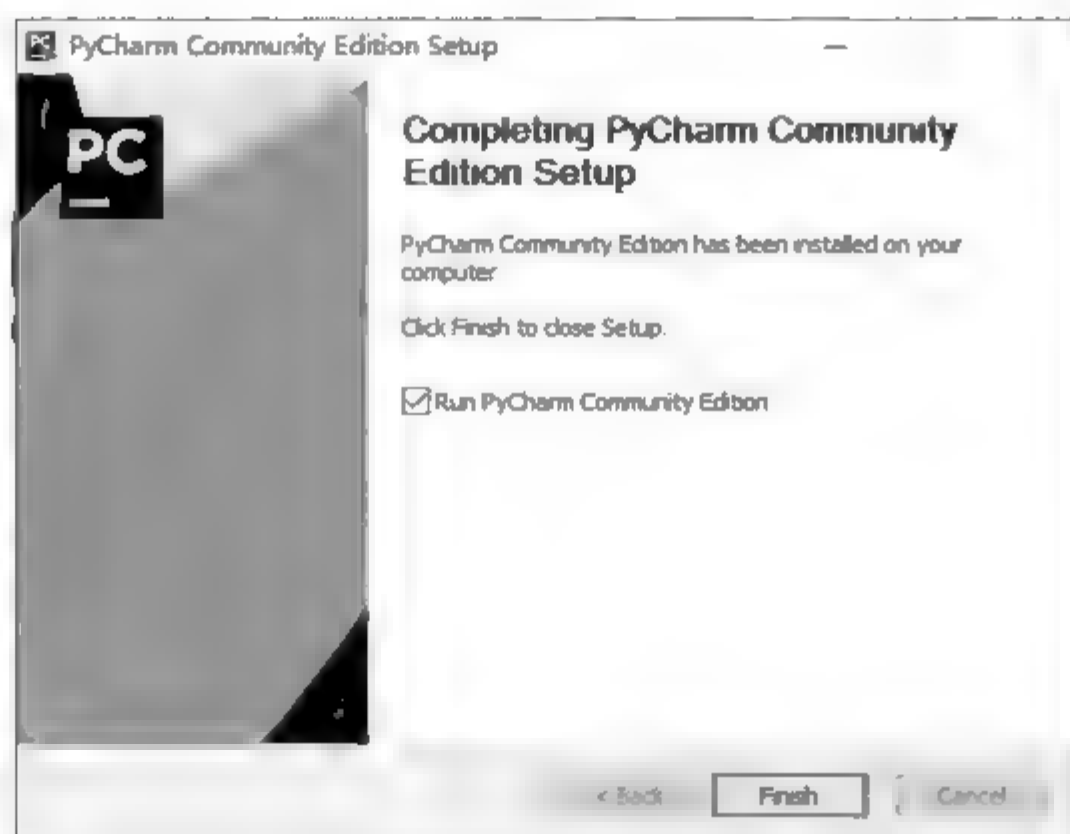 PyCharm Community Edition Setup
PC
Completing PyCharm Community
Edition Setup
PyCharm Community Edition has been installed on your
computer
Click Finish to close Setup.
Run PyCharm Community Edition
< Back
Finish
Cancel